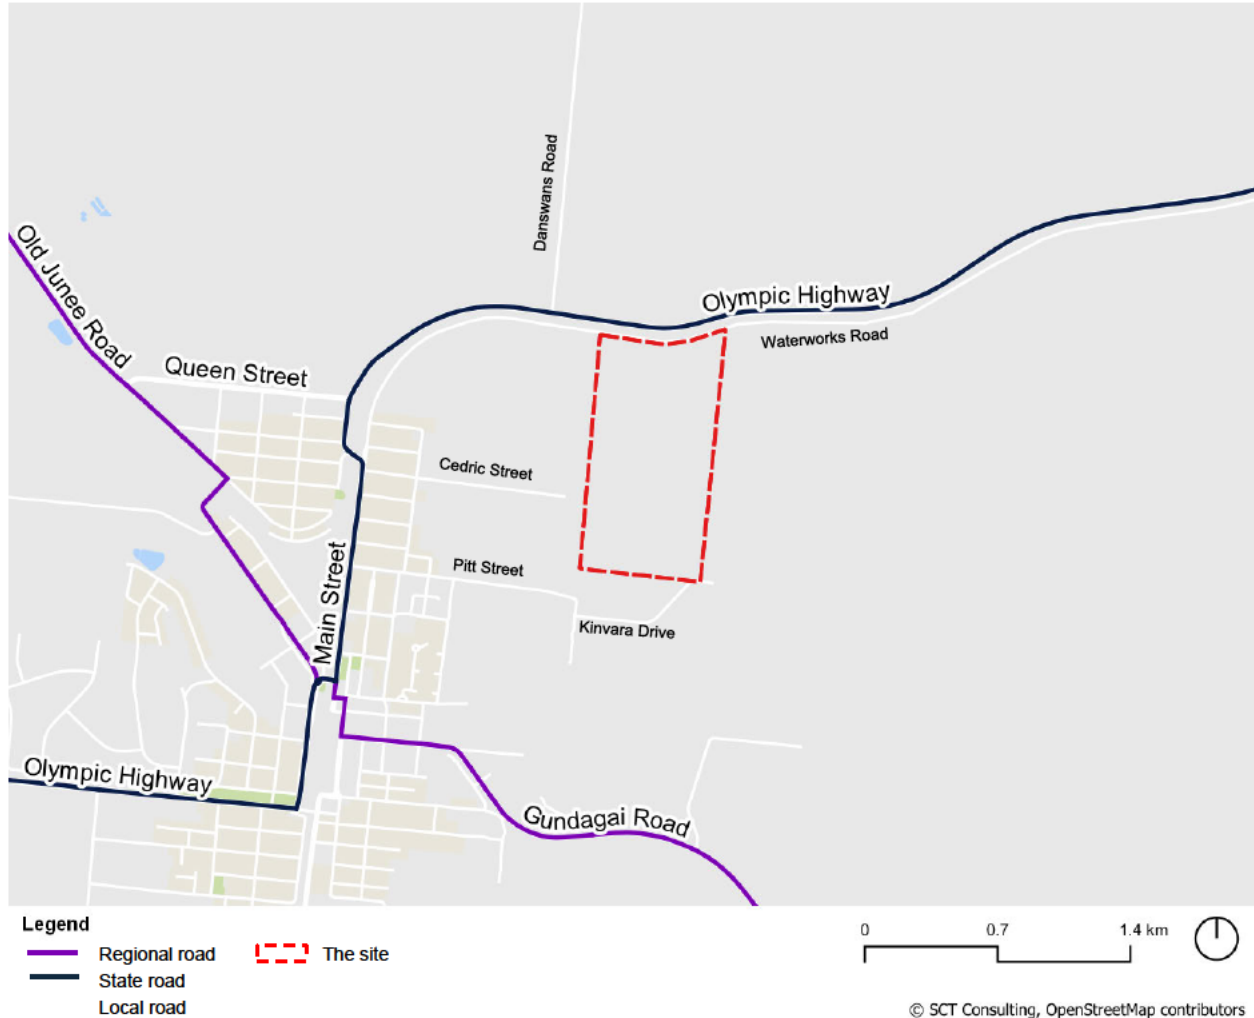 Danswans Road
Old Junee Road
Olympic Highway
Waterworks Road
Queen Street
Cedric Street
Main Street
Pitt Street
Kinvara Drive
Olympic Highway
Gundagai Road
Legend
Regional road
The site
State road
Local road
0 0.7 1.4 km
© SCT Consulting, OpenStreetMap contributors